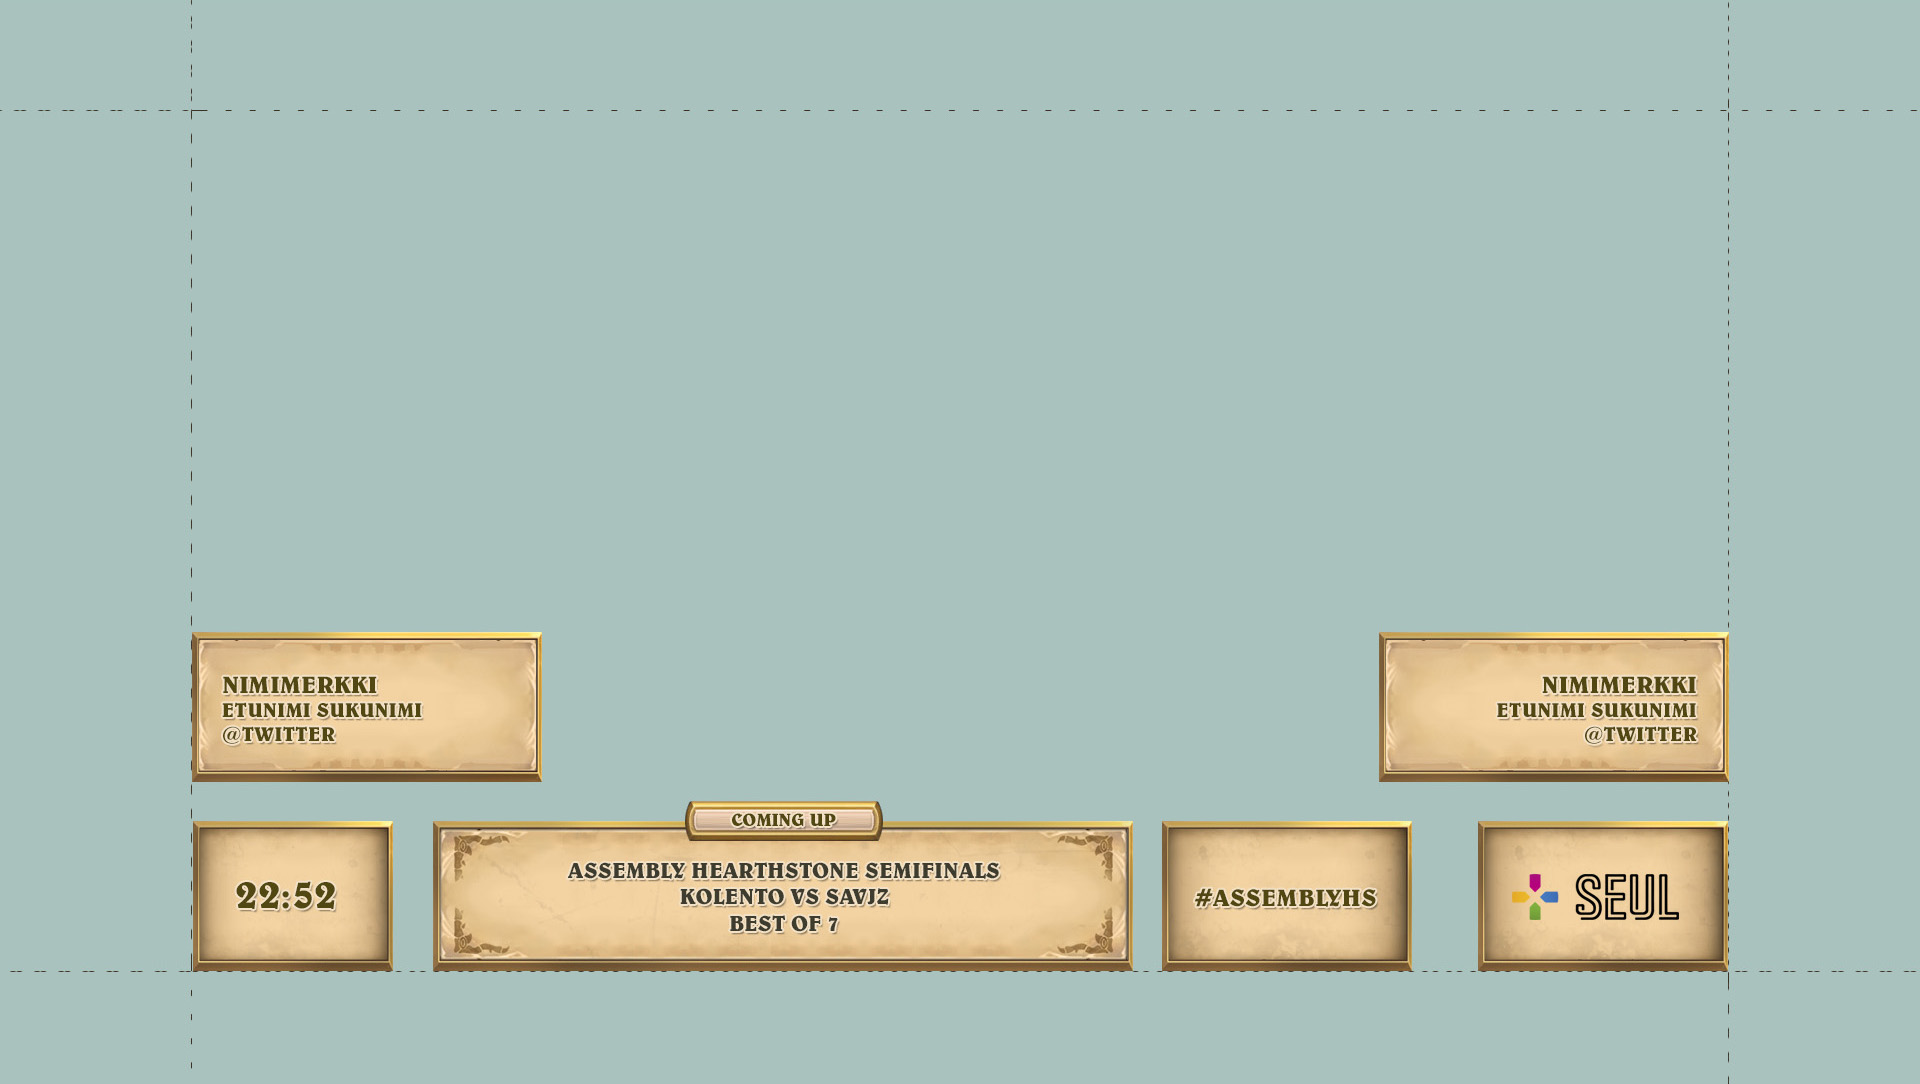 NIMIMERKKI
ETUNIMI SUKUNIMI
@TWITTER
NIMIMERKKI
ETUNIMI SUKUNIMI
@TWITTER
22:52
COMING UP
ASSEMBLY HEARTHSTONE SEMIFINALS
KOLENTO VS SAVJZ
BEST OF 7
#ASSEMBLYHS
SEUL